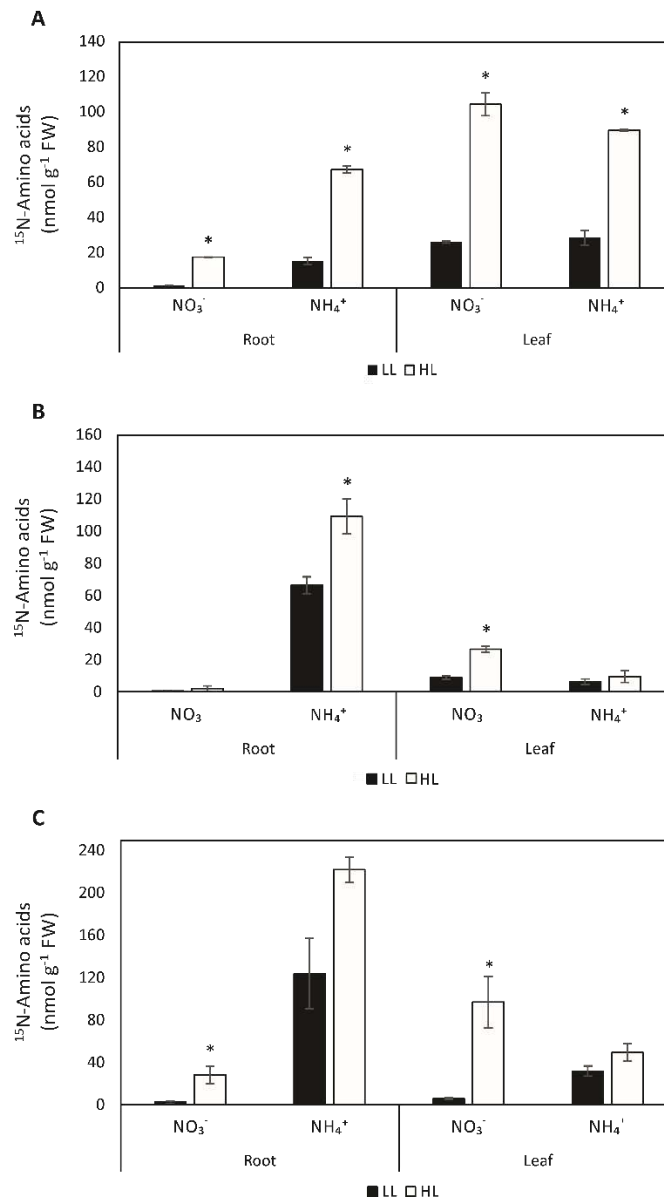 A
140
120
100
80
60
40
20
0
¹⁵N-Amino acids
(nmol g⁻¹ FW)
*
*
*
*
NO₃⁻ NH₄⁺ NO₃⁻ NH₄⁺
Root Leaf
LL HL
B
160
140
120
100
80
60
40
20
0
¹⁵N-Amino acids
(nmol g⁻¹ FW)
*
*
NO₃ NH₄⁺ NO₃ NH₄⁺
Root Leaf
LL HL
C
240
200
160
120
80
40
0
¹⁵N-Amino acids
(nmol g⁻¹ FW)
*
*
NO₃⁻ NH₄⁺ NO₃⁻ NH₄⁺
Root Leaf
LL HL